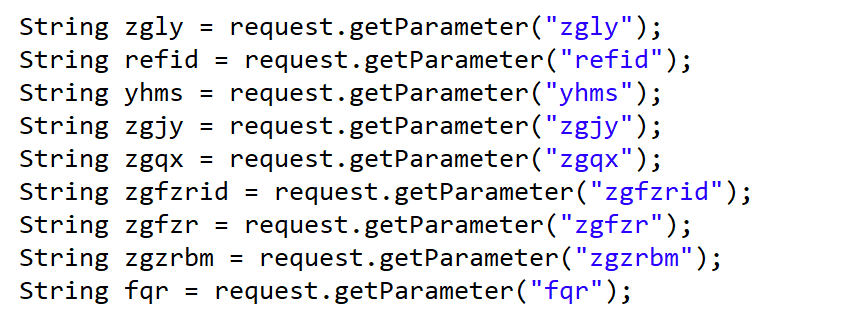 String zgly = request.getParameter("zgly");
String refid = request.getParameter("refid");
String yhms = request.getParameter("yhms");
String zgjy = request.getParameter("zgjy");
String zgqx = request.getParameter("zgqx");
String zgfzrid = request.getParameter("zgfzrid");
String zgfzr = request.getParameter("zgfzr");
String zgzrbm = request.getParameter("zgzrbm");
String fqr = request.getParameter("fqr");